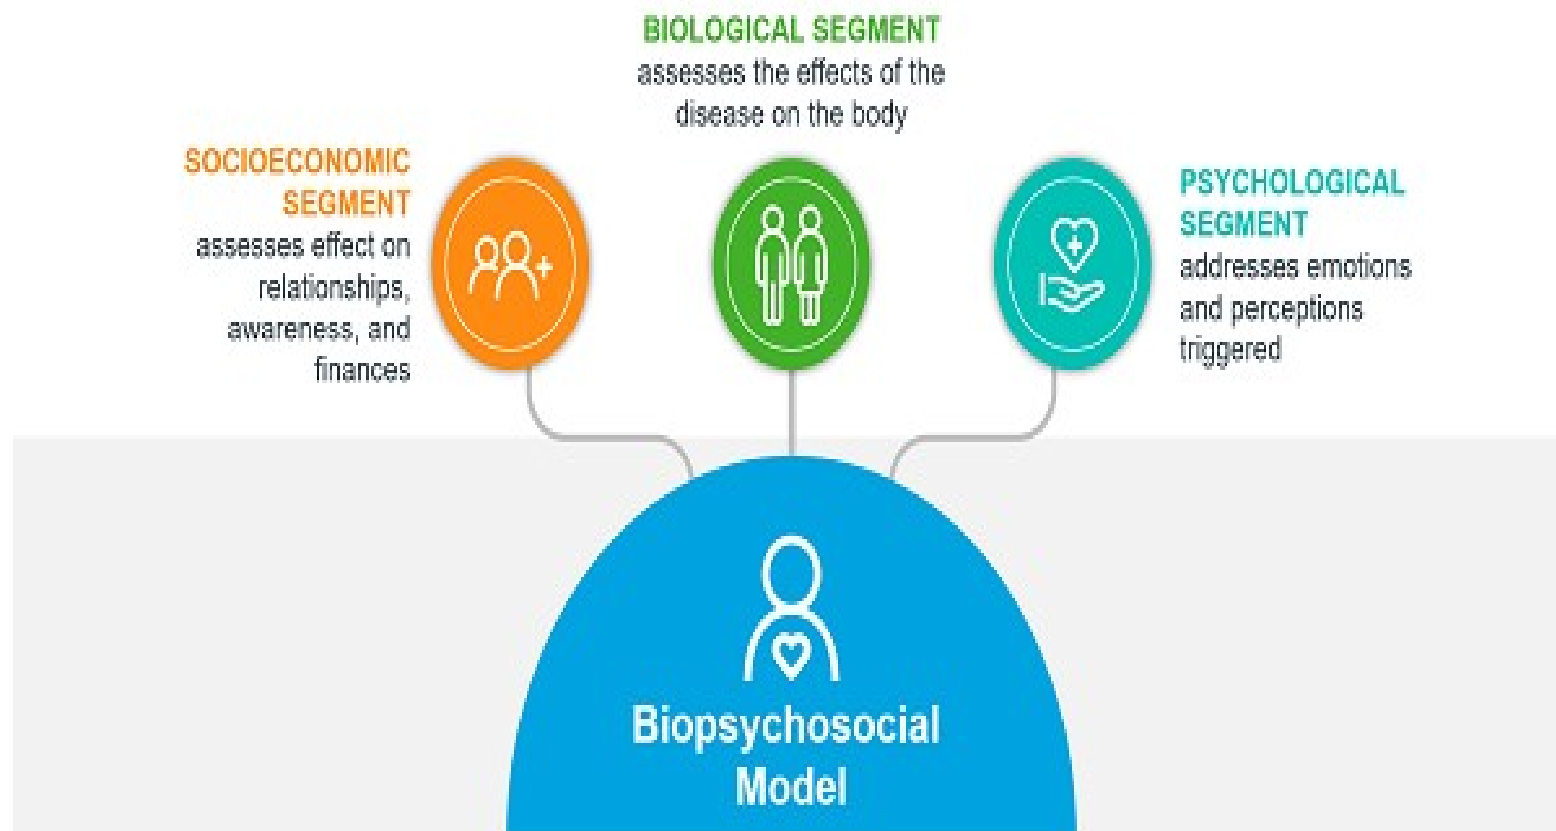 BIOLOGICAL SEGMENT
assesses the effects of the
disease on the body
SOCIOECONOMIC
SEGMENT
assesses effect on
relationships,
awareness, and
finances
PSYCHOLOGICAL
SEGMENT
addresses emotions
and perceptions
triggered
Biopsychosocial
Model